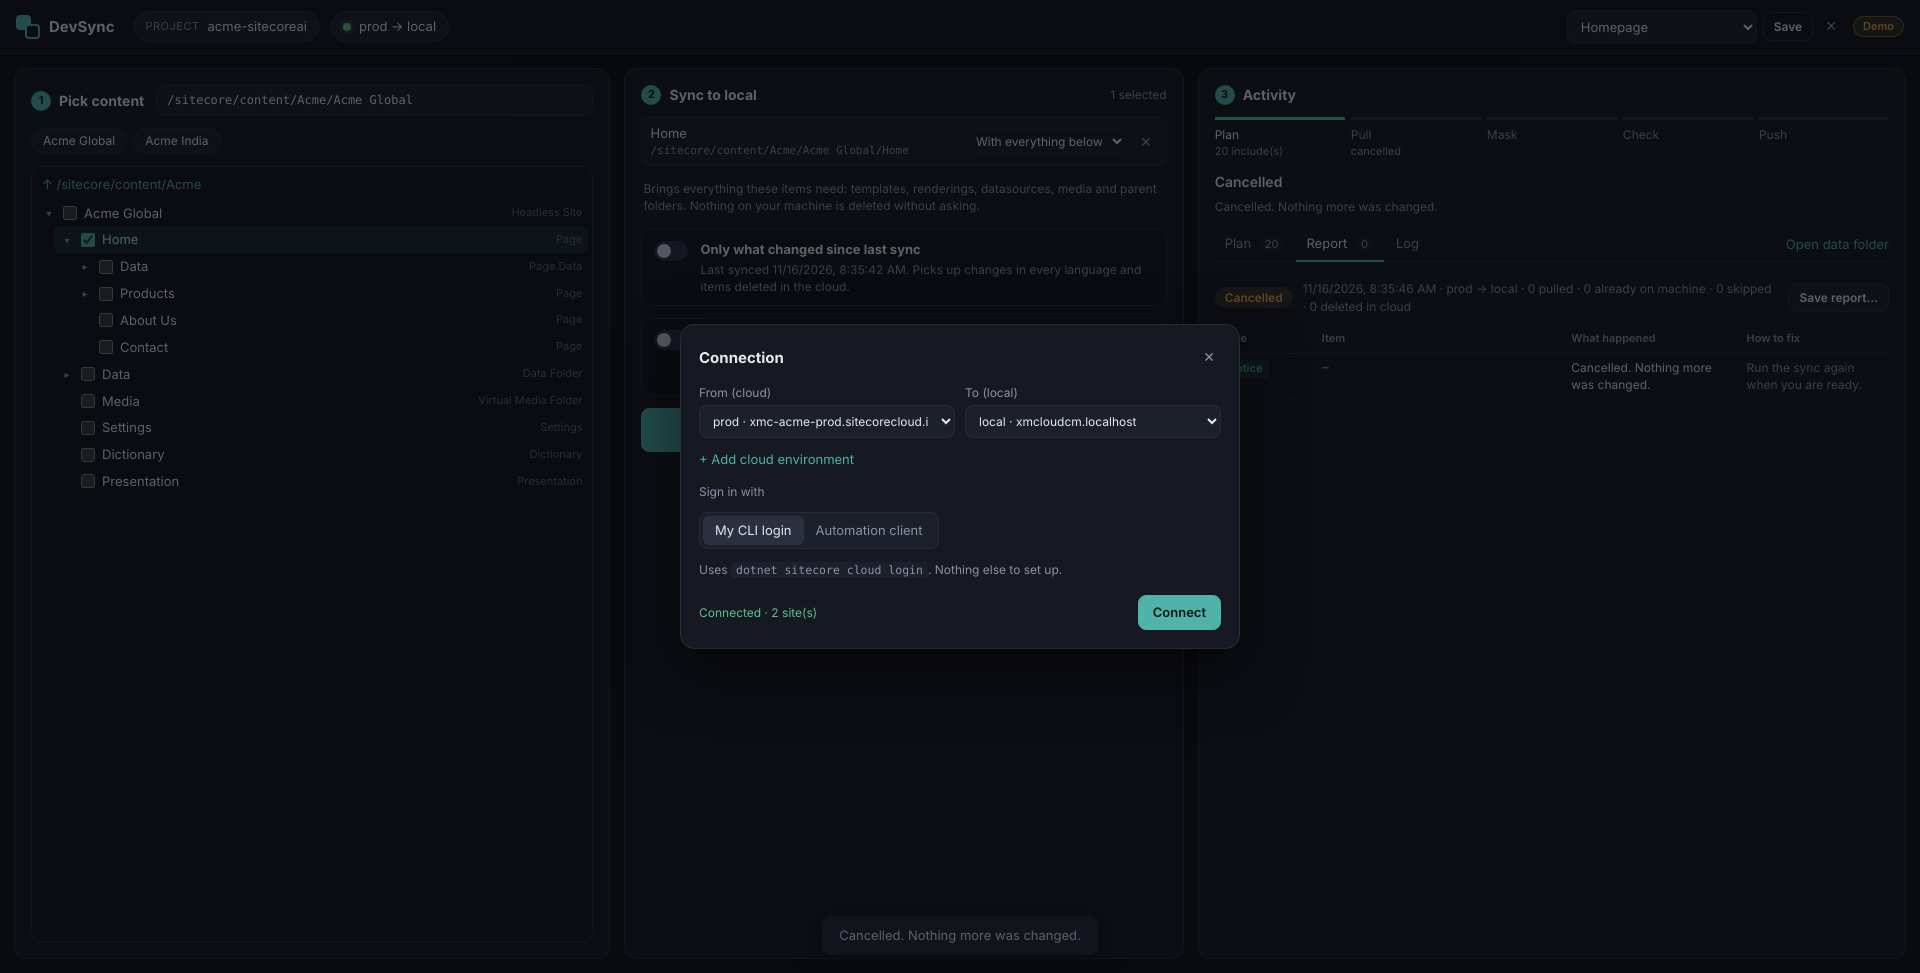 DevSync
PROJECT acme-sitecoreai
prod → local
Homepage
Save
×
Demo
1 Pick content
/sitecore/content/Acme/Acme Global
Acme Global
Acme India
↑ /sitecore/content/Acme
Acme Global Headless Site
Home Page
Data Page Data
Products Page
About Us Page
Contact Page
Data Data Folder
Media Virtual Media Folder
Settings Settings
Dictionary Dictionary
Presentation Presentation
2 Sync to local
1 selected
Home
/sitecore/content/Acme/Acme Global/Home
With everything below
×
Brings everything these items need: templates, renderings, datasources, media and parent
folders. Nothing on your machine is deleted without asking.
Only what changed since last sync
Last synced 11/16/2026, 8:35:42 AM. Picks up changes in every language and
items deleted in the cloud.
Connection
×
From (cloud)
To (local)
prod · xmc-acme-prod.sitecorecloud.i
local · xmcloudcm.localhost
+ Add cloud environment
Sign in with
My CLI login
Automation client
Uses dotnet sitecore cloud login. Nothing else to set up.
Connected · 2 site(s)
Connect
Cancelled. Nothing more was changed.
3 Activity
Plan
20 include(s)
Pull
cancelled
Mask
Check
Push
Cancelled
Cancelled. Nothing more was changed.
Plan 20
Report 0
Log
Open data folder
Cancelled
11/16/2026, 8:35:46 AM · prod → local · 0 pulled · 0 already on machine · 0 skipped
· 0 deleted in cloud
Save report...
Item
What happened
How to fix
–
Cancelled. Nothing more
was changed.
Run the sync again
when you are ready.